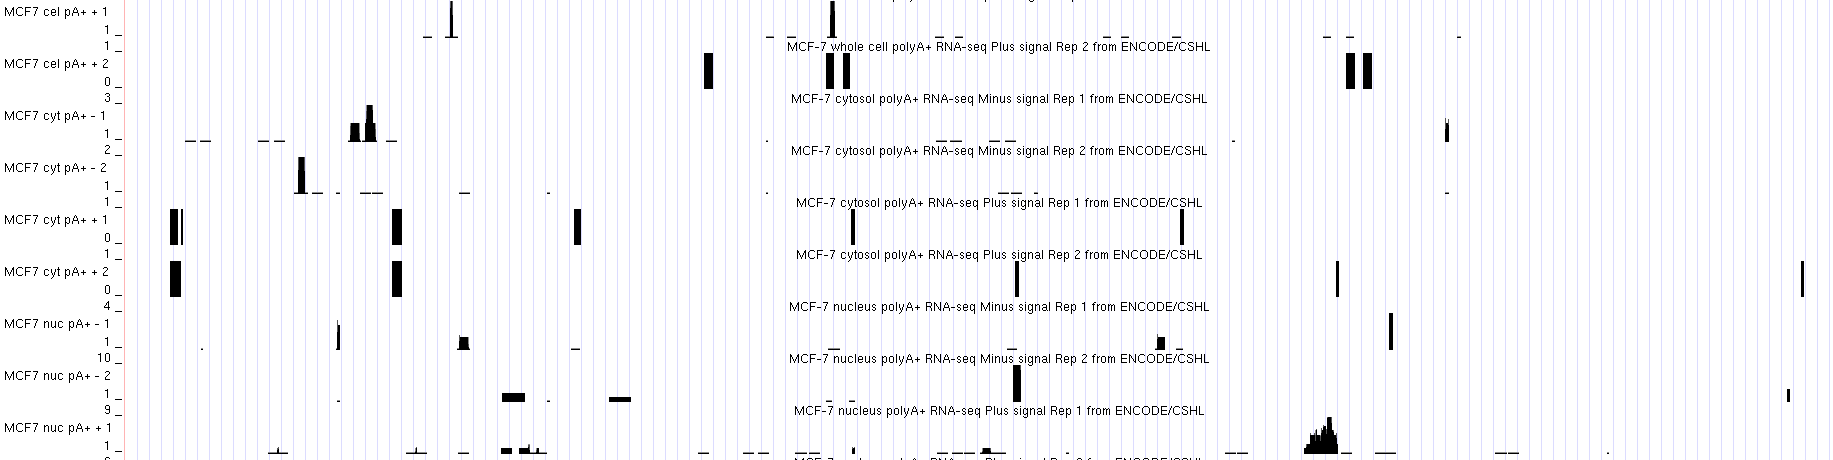 MCF7 cel pA+ + 1 1
1
1
MCF-7 whole cell polyA+ RNA-seq Plus signal Rep 2 from ENCODE/CSHL
MCF7 cel pA+ + 2
0
3
MCF-7 cytosol polyA+ RNA-seq Minus signal Rep 1 from ENCODE/CSHL
MCF7 cyt pA+ - 1
1
2
MCF-7 cytosol polyA+ RNA-seq Minus signal Rep 2 from ENCODE/CSHL
MCF7 cyt pA+ - 2
1
1
MCF-7 cytosol polyA+ RNA-seq Plus signal Rep 1 from ENCODE/CSHL
MCF7 cyt pA+ + 1
0
1
MCF-7 cytosol polyA+ RNA-seq Plus signal Rep 2 from ENCODE/CSHL
MCF7 cyt pA+ + 2
0
4
MCF-7 nucleus polyA+ RNA-seq Minus signal Rep 1 from ENCODE/CSHL
MCF7 nuc pA+ - 1
1
10
MCF-7 nucleus polyA+ RNA-seq Minus signal Rep 2 from ENCODE/CSHL
MCF7 nuc pA+ - 2
1
9
MCF-7 nucleus polyA+ RNA-seq Plus signal Rep 1 from ENCODE/CSHL
MCF7 nuc pA+ + 1
1